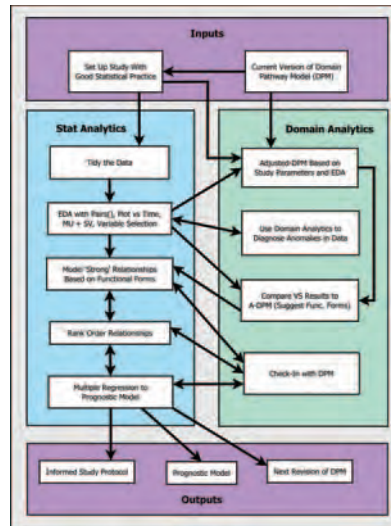 Inputs
Set Up Study With
Good Statistical Practice
Current Version of Domain
Pathway Model (DPM)
Stat Analytics
Domain Analytics
Tidy the Data
Adjusted-DPM Based on
Study Parameters and EDA
EDA with Pairs(), Plot vs Time,
MU + SV, Variable Selection
Use Domain Analytics to
Diagnose Anomakes in Data
Model 'Strong' Relationships
Based on Functional Forms
Compare VS Results to
A-DPM (Suggest Func. Forms)
Rank Order Relationships
Check-In with DPM
Multiple Regression to
Prognostic Model
Informed Study Protocol
Prognostic Model
Next Revision of DPM
Outputs